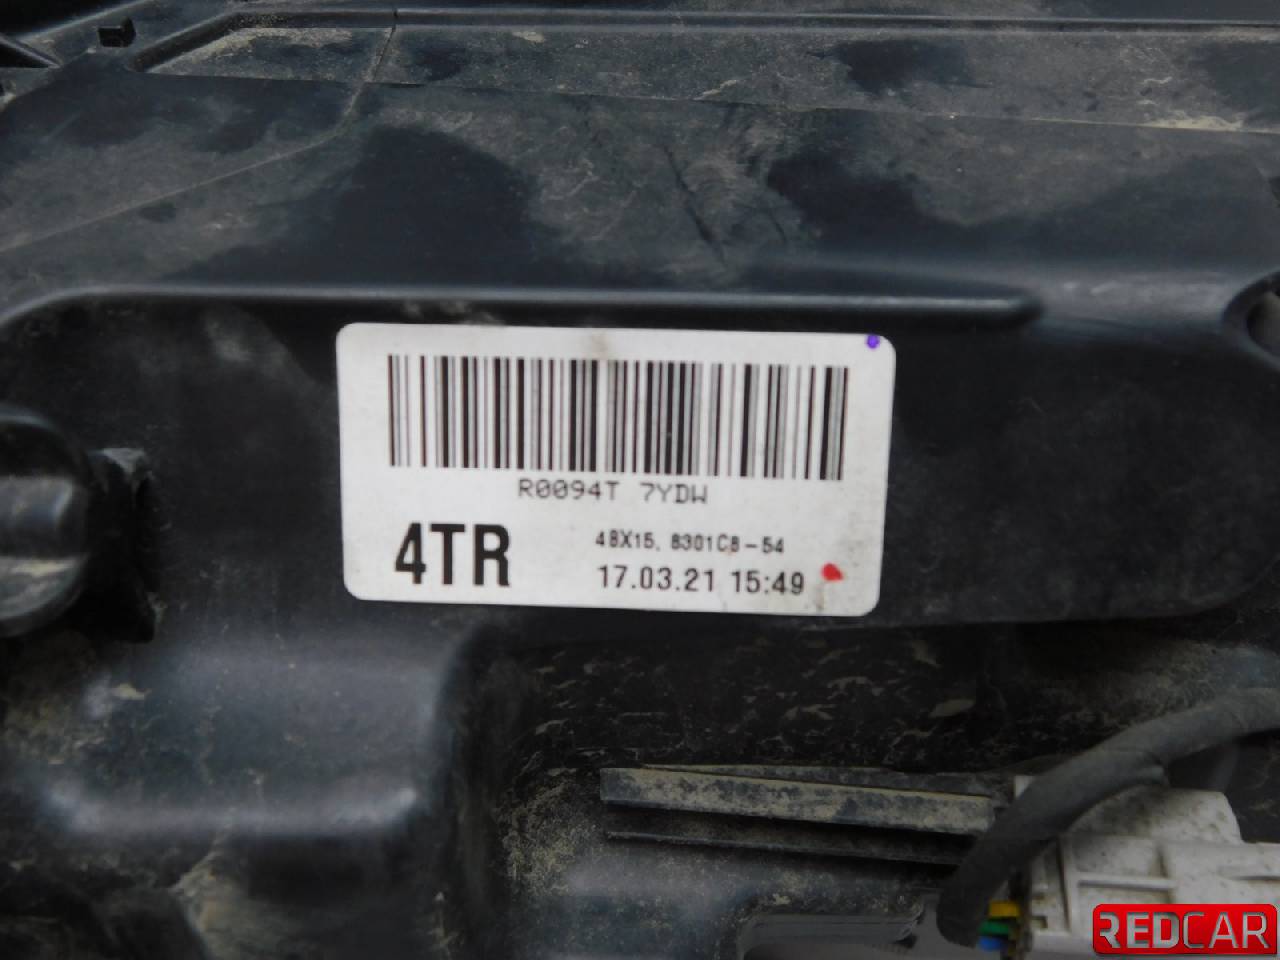 R0094T 7YDW
4TR
48X15. 8301C8-54
17.03.21 15:49
REDCAR